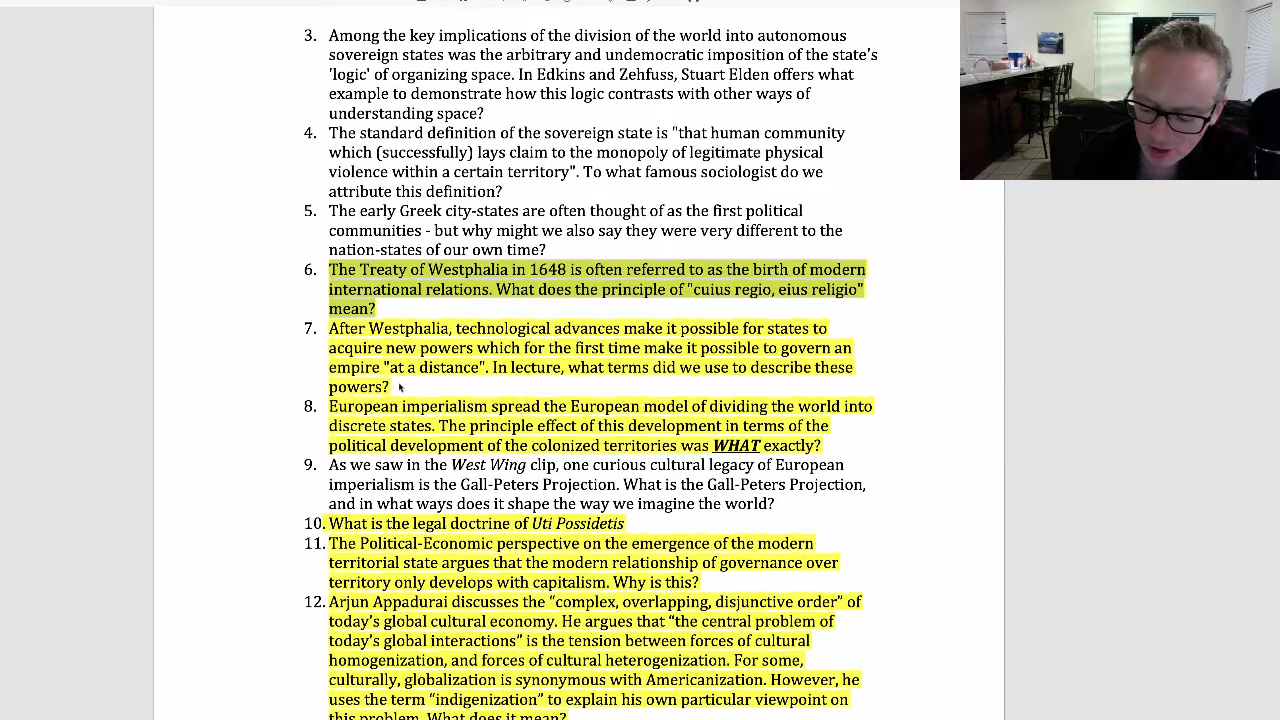 3. Among the key implications of the division of the world into autonomous
sovereign states was the arbitrary and undemocratic imposition of the state's
'logic' of organizing space. In Edkins and Zehfuss, Stuart Elden offers what
example to demonstrate how this logic contrasts with other ways of
understanding space?
4. The standard definition of the sovereign state is "that human community
which (successfully) lays claim to the monopoly of legitimate physical
violence within a certain territory". To what famous sociologist do we
attribute this definition?
5. The early Greek city-states are often thought of as the first political
communities - but why might we also say they were very different to the
nation-states of our own time?
6. The Treaty of Westphalia in 1648 is often referred to as the birth of modern
international relations. What does the principle of "cuius regio, eius religio"
mean?
7. After Westphalia, technological advances make it possible for states to
acquire new powers which for the first time make it possible to govern an
empire "at a distance". In lecture, what terms did we use to describe these
powers?
8. European imperialism spread the European model of dividing the world into
discrete states. The principle effect of this development in terms of the
political development of the colonized territories was WHAT exactly?
9. As we saw in the West Wing clip, one curious cultural legacy of European
imperialism is the Gall-Peters Projection. What is the Gall-Peters Projection,
and in what ways does it shape the way we imagine the world?
10. What is the legal doctrine of Uti Possidetis
11. The Political-Economic perspective on the emergence of the modern
territorial state argues that the modern relationship of governance over
territory only develops with capitalism. Why is this?
12. Arjun Appadurai discusses the “complex, overlapping, disjunctive order” of
today's global cultural economy. He argues that “the central problem of
today's global interactions” is the tension between forces of cultural
homogenization, and forces of cultural heterogenization. For some,
culturally, globalization is synonymous with Americanization. However, he
uses the term “indigenization” to explain his own particular viewpoint on
this problem. What does it mean?